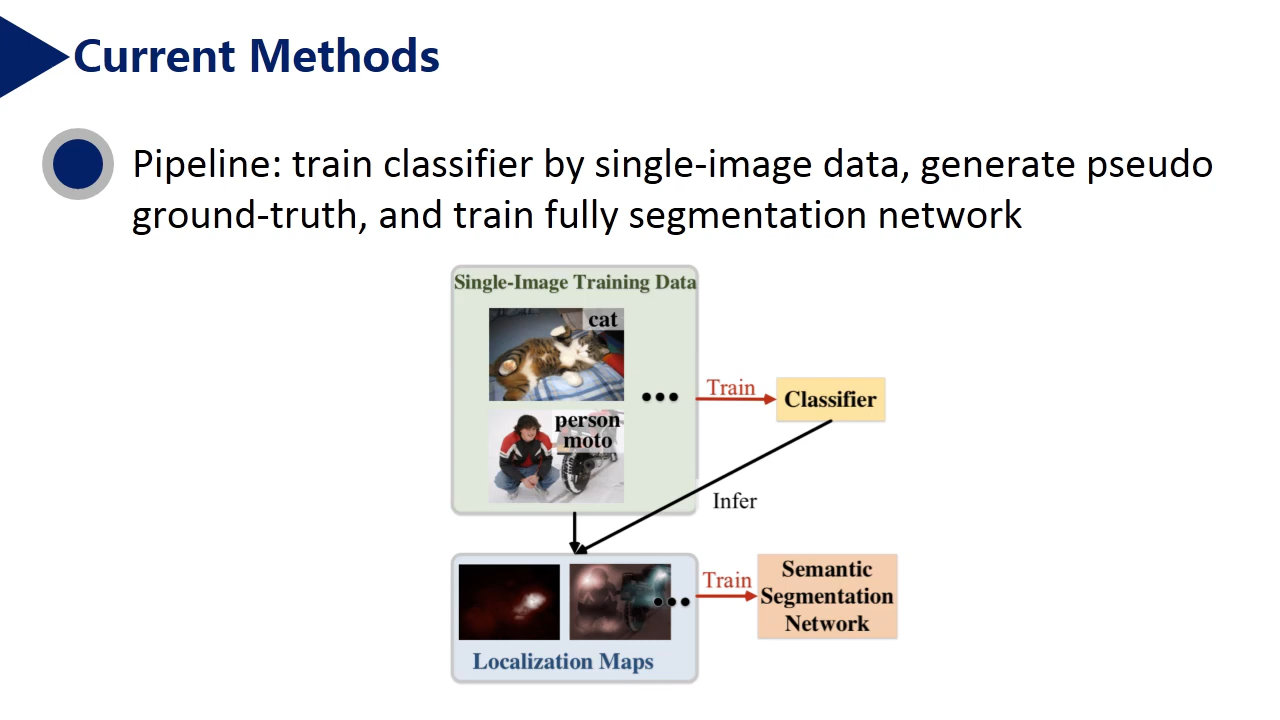 Current Methods
Pipeline: train classifier by single-image data, generate pseudo
ground-truth, and train fully segmentation network
Single-Image Training Data
cat
person
moto
Train
Classifier
Infer
Train
Semantic
Segmentation
Network
Localization Maps